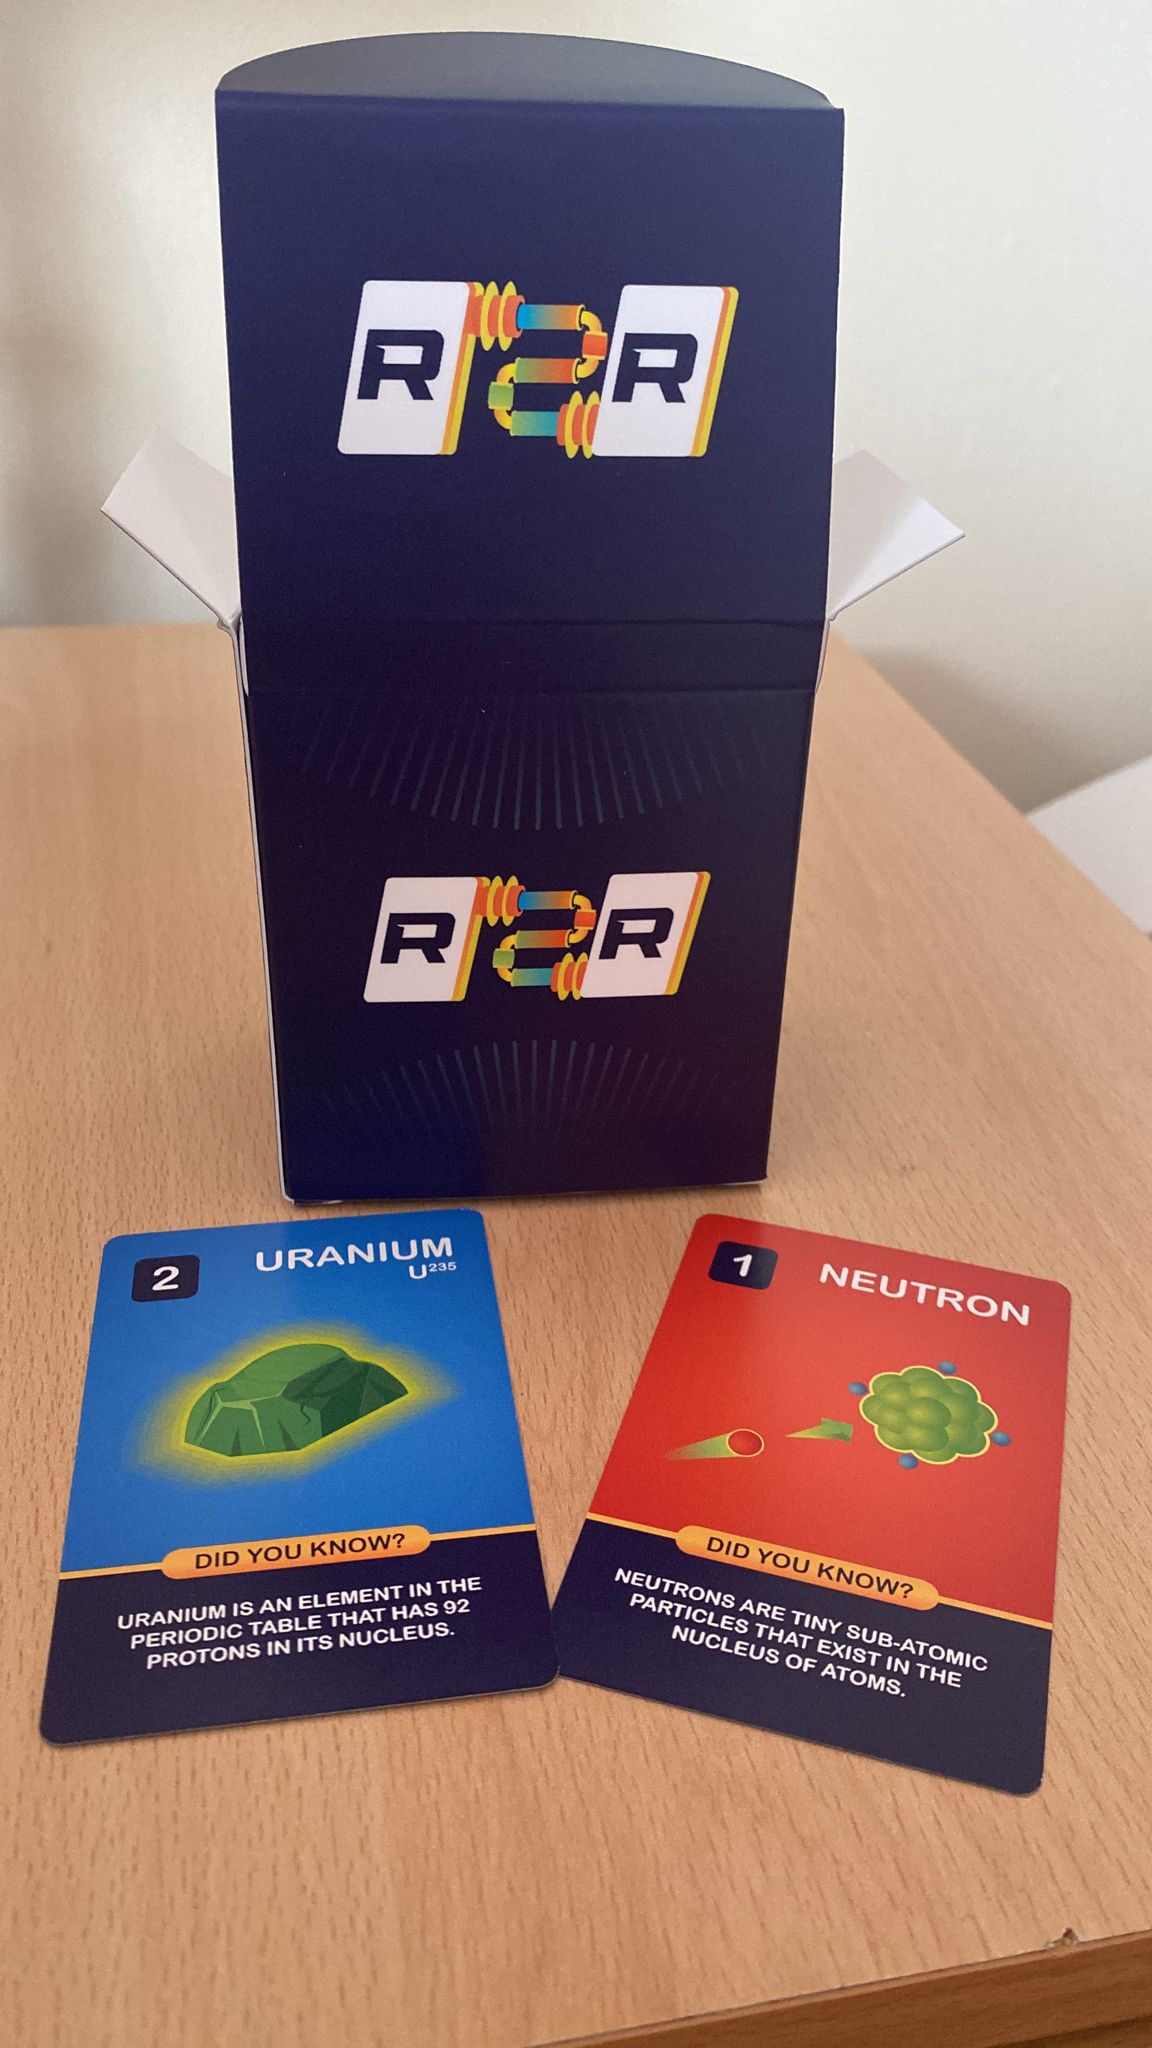 R2R
R2R
2
URANIUM
U²³⁵
DID YOU KNOW?
URANIUM IS AN ELEMENT IN THE
PERIODIC TABLE THAT HAS 92
PROTONS IN ITS NUCLEUS.
1
NEUTRON
DID YOU KNOW?
NEUTRONS ARE TINY SUB-ATOMIC
PARTICLES THAT EXIST IN THE
NUCLEUS OF ATOMS.